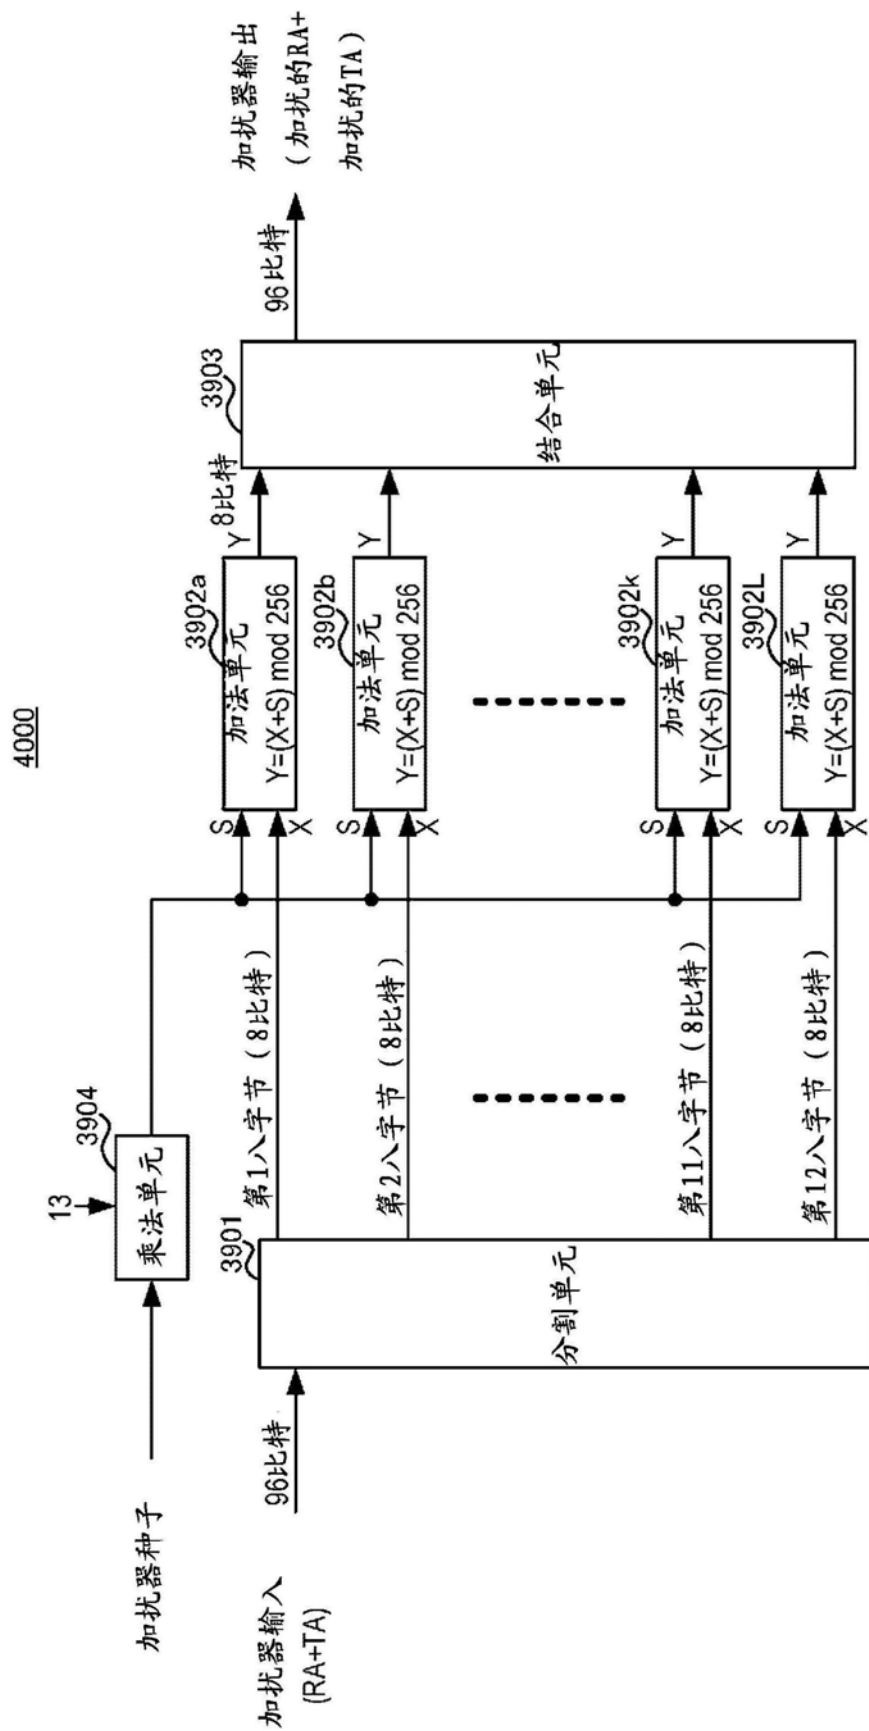 4000
加扰器种子
13
3904
乘法单元
加扰器输入
(RA+TA)
96比特
3901
分割单元
第1八字节（8比特）
第2八字节（8比特）
第11八字节（8比特）
第12八字节（8比特）
S
X
3902a
加法单元
Y=(X+S) mod 256
Y
8比特
S
X
3902b
加法单元
Y=(X+S) mod 256
Y
S
X
3902k
加法单元
Y=(X+S) mod 256
Y
S
X
3902L
加法单元
Y=(X+S) mod 256
Y
3903
结合单元
96比特
加扰器输出
（加扰的RA+
加扰的TA）